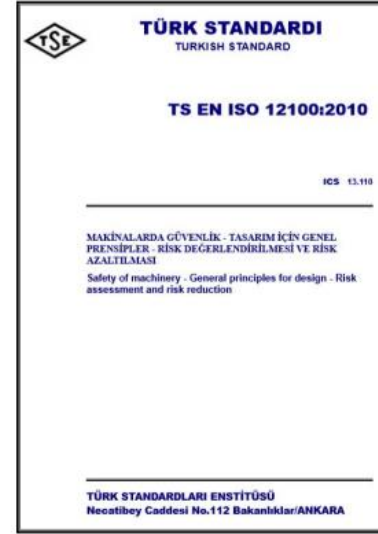 TSE
TÜRK STANDARDI
TURKISH STANDARD
TS EN ISO 12100:2010
ICS 13.110
MAKİNALARDA GÜVENLİK - TASARIM İÇİN GENEL
PRENSİPLER - RİSK DEĞERLENDİRİLMESİ VE RİSK
AZALTILMASI
Safety of machinery - General principles for design - Risk
assessment and risk reduction
TÜRK STANDARDLARI ENSTİTÜSÜ
Necatibey Caddesi No.112 Bakanlıklar/ANKARA